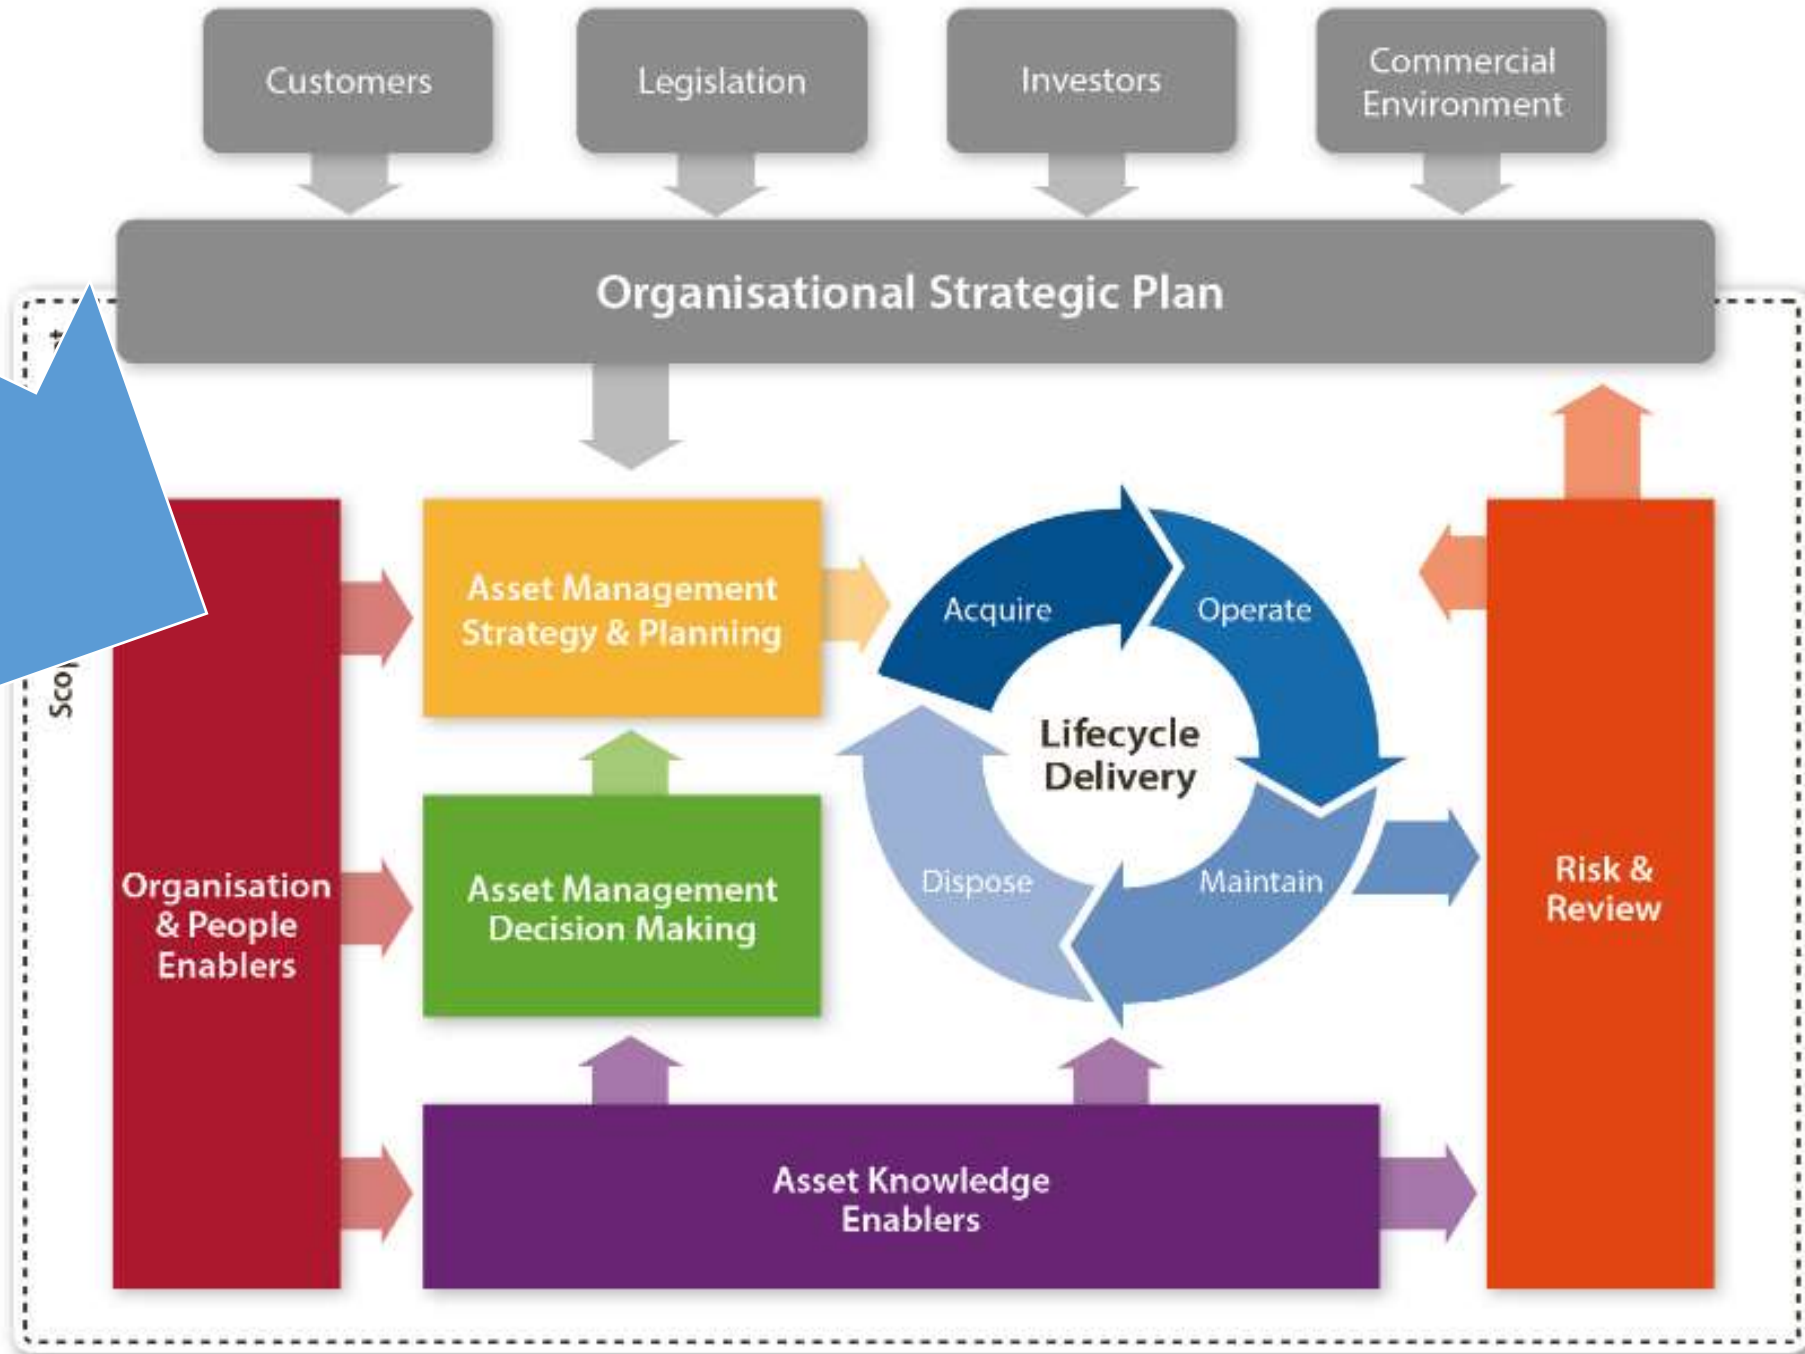 Customers
Legislation
Investors
Commercial
Environment
Organisational Strategic Plan
Asset Management
Strategy & Planning
Acquire
Operate
Lifecycle
Delivery
Dispose
Maintain
Organisation
& People
Enablers
Asset Management
Decision Making
Risk &
Review
Asset Knowledge
Enablers